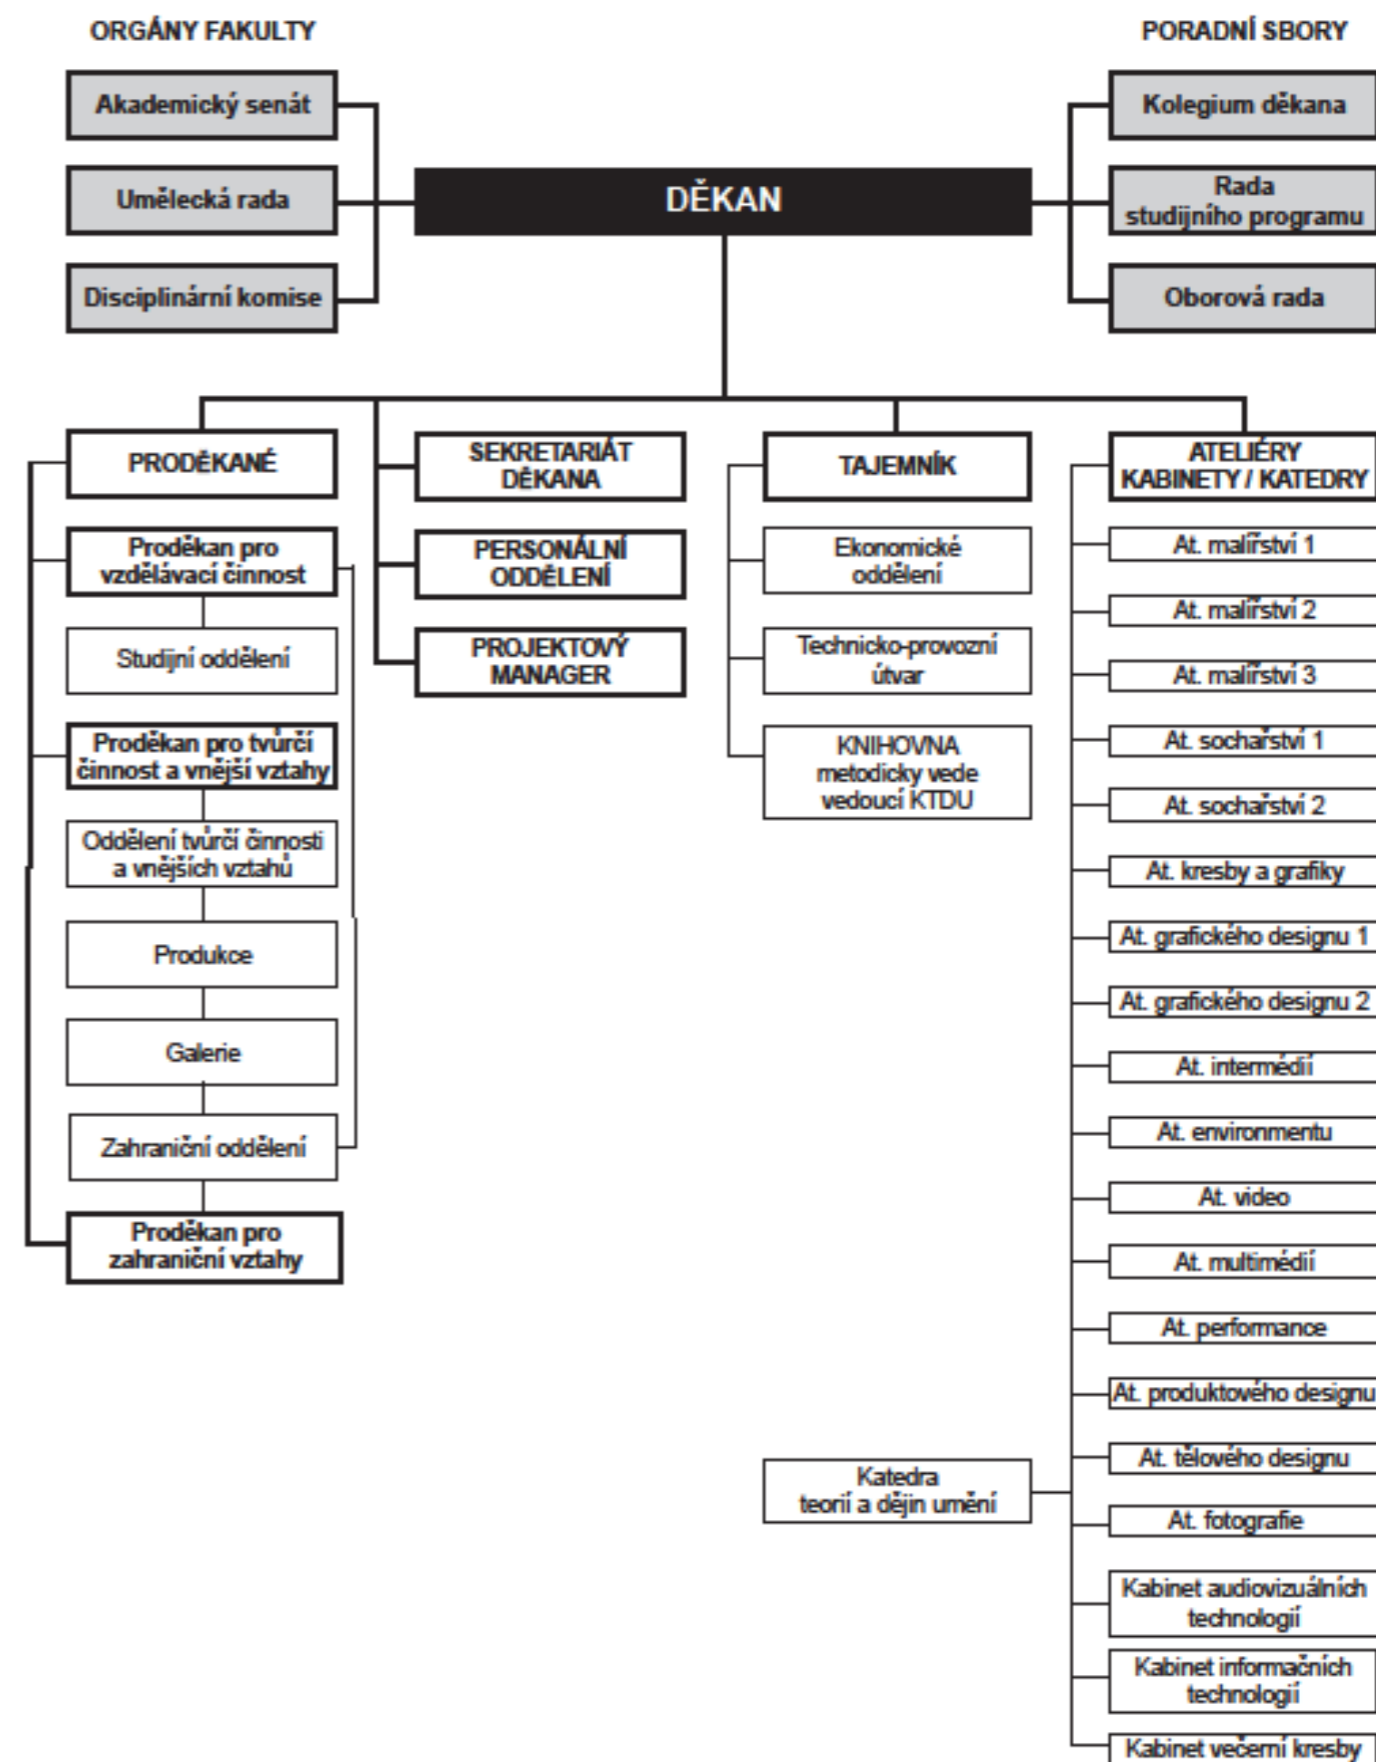 ORGÁNY FAKULTY
Akademický senát
Umělecká rada
Disciplinární komise
PORADNÍ SBORY
Kolegium děkana
Rada
studijního programu
Oborová rada
DĚKAN
PRODĚKANÉ
Proděkan pro
vzdělávací činnost
Studijní oddělení
Proděkan pro tvůrčí
činnost a vnější vztahy
Oddělení tvůrčí činnosti
a vnějších vztahů
Produkce
Galerie
Zahraniční oddělení
Proděkan pro
zahraniční vztahy
SEKRETARIÁT
DĚKANA
PERSONÁLNÍ
ODDĚLENÍ
PROJEKTOVÝ
MANAGER
TAJEMNÍK
Ekonomické
oddělení
Technicko-provozní
útvar
KNIHOVNA
metodicky vede
vedoucí KTDU
ATELIÉRY
KABINETY / KATEDRY
At. malířství 1
At. malířství 2
At. malířství 3
At. sochařství 1
At. sochařství 2
At. kresby a grafiky
At. grafického designu 1
At. grafického designu 2
At. intermédií
At. environmentu
At. video
At. multimédií
At. performance
At. produktového designu
At. tělového designu
At. fotografie
Katedra
teorií a dějin umění
Kabinet audiovizuálních
technologií
Kabinet informačních
technologií
Kabinet večerní kresby